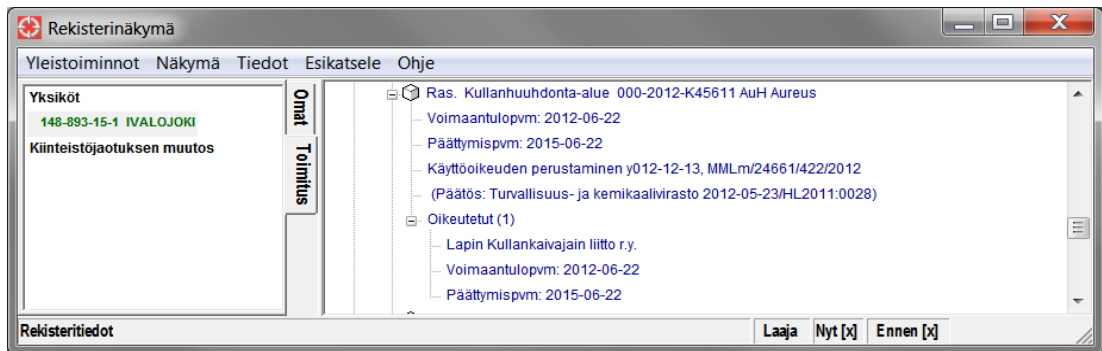 Rekisterinäkymä
Yleistoiminnot Näkymä Tiedot Esikatsele Ohje
Yksiköt
148-893-15-1 IVALOJOKI
Kiinteistöjaotuksen muutos
Omat
Toimitus
Ras. Kullanhuuhdonta-alue 000-2012-K45611 AuH Aureus
Voimaantulopvm: 2012-06-22
Päättymispvm: 2015-06-22
Käyttöoikeuden perustaminen y012-12-13, MMLm/24661/422/2012
(Päätös: Turvallisuus- ja kemikaalivirasto 2012-05-23/HL2011:0028)
Oikeutetut (1)
Lapin Kullankaivajain liitto r.y.
Voimaantulopvm: 2012-06-22
Päättymispvm: 2015-06-22
Rekisteritiedot
Laaja Nyt [x] Ennen [x]